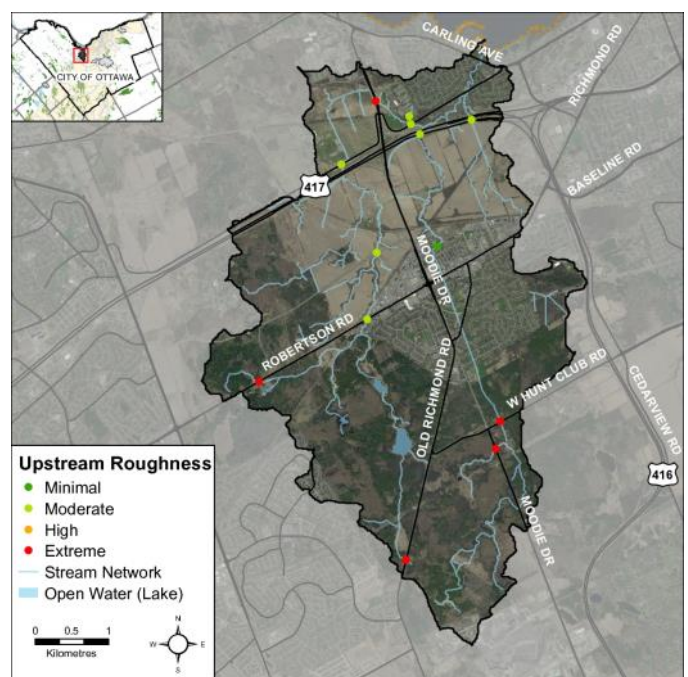 CITY OF OTTAWA
CARLING AVE
RICHMOND RD
BASELINE RD
417
MOODIE DR
ROBERTSON RD
OLD RICHMOND RD
W HUNT CLUB RD
CEDARVIEW RD
416
MOODIE DR
Upstream Roughness
Minimal
Moderate
High
Extreme
Stream Network
Open Water (Lake)
0 0.5 1
Kilometres
N
W E
S